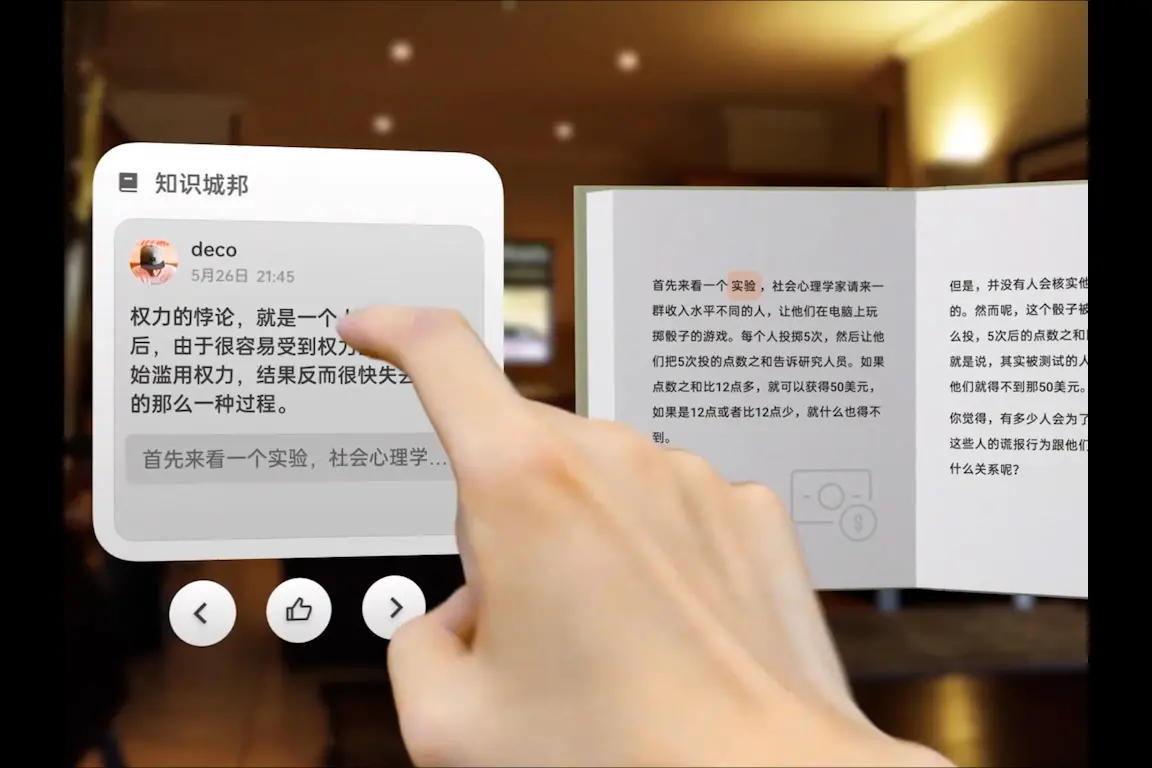 知识城邦
deco
5月26日 21:45
权力的悖论，就是一个
后，由于很容易受到权力
始滥用权力，结果反而很快失去
的那么一种过程。
首先来看一个实验，社会心理学...
首先来看一个实验，社会心理学家请来一
群收入水平不同的人，让他们在电脑上玩
掷骰子的游戏。每个人投掷5次，然后让他
们把5次投的点数之和告诉研究人员。如果
点数之和比12点多，就可以获得50美元，
如果是12点或者比12点少，就什么也得不
到。
$
但是，并没有人会核实他
的。然而呢，这个骰子被
么投，5次后的点数之和
就是说，其实被测试的人
他们就得不到那50美元。
你觉得，有多少人会为了
这些人的谎报行为跟他们
什么关系呢？